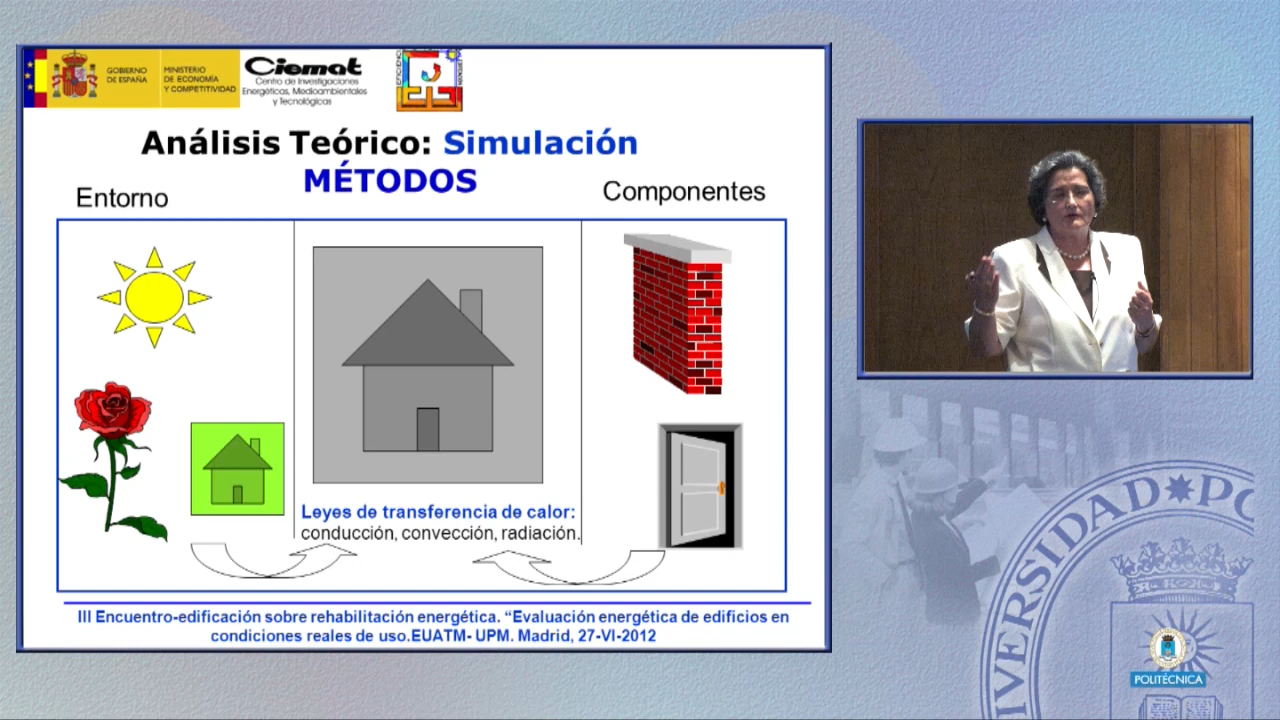 GOBIERNO
DE ESPAÑA
MINISTERIO
DE ECONOMÍA
Y COMPETITIVIDAD
Ciemat
Centro de Investigaciones
Energéticas, Medioambientales
y Tecnológicas
Análisis Teórico: Simulación
MÉTODOS
Entorno
Componentes
Leyes de transferencia de calor:
conducción, convección, radiación.
III Encuentro-edificación sobre rehabilitación energética. “Evaluación energética de edificios en
condiciones reales de uso.EUATM- UPM. Madrid, 27-VI-2012
VERSIDAD PO
POLITÉCNICA